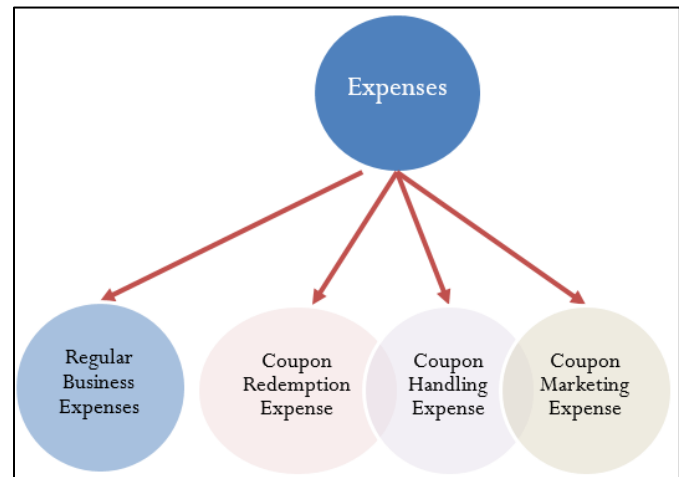 Expenses
Regular
Business
Expenses
Coupon
Redemption
Expense
Coupon
Handling
Expense
Coupon
Marketing
Expense